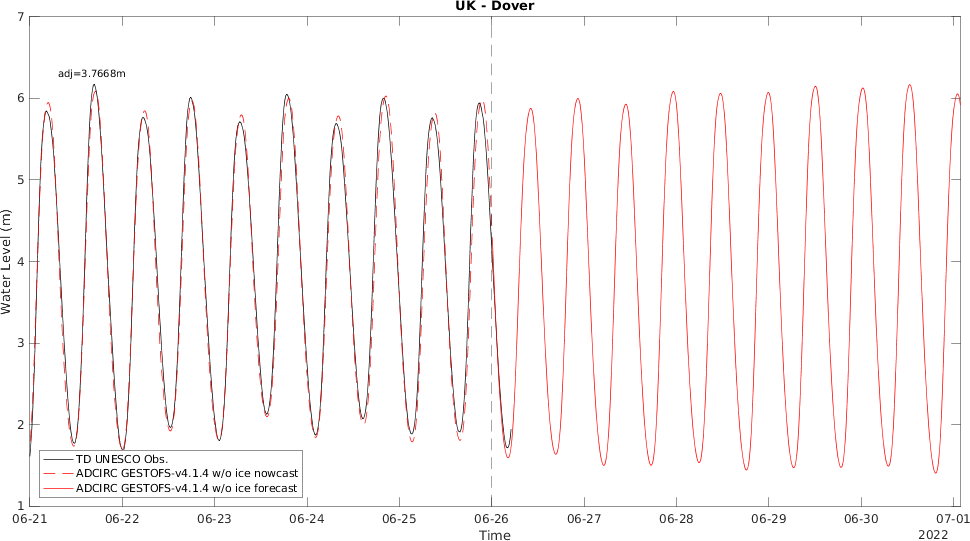 UK - Dover
adj=3.7668m
7
6
5
4
3
2
1
Water Level (m)
TD UNESCO Obs.
ADCIRC GESTOFS-v4.1.4 w/o ice nowcast
ADCIRC GESTOFS-v4.1.4 w/o ice forecast
06-21 06-22 06-23 06-24 06-25 06-26 06-27 06-28 06-29 06-30 07-01
Time
2022